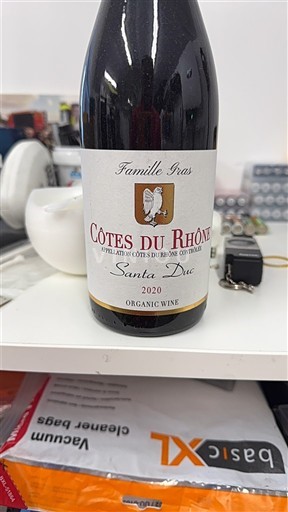 Famille Gras
CÔTES DU RHÔNE
APPELLATION CÔTES DU RHÔNE CONTRÔLÉE
Santa Duc
2020
ORGANIC WINE
basic XL
Vacuum
cleaner bags